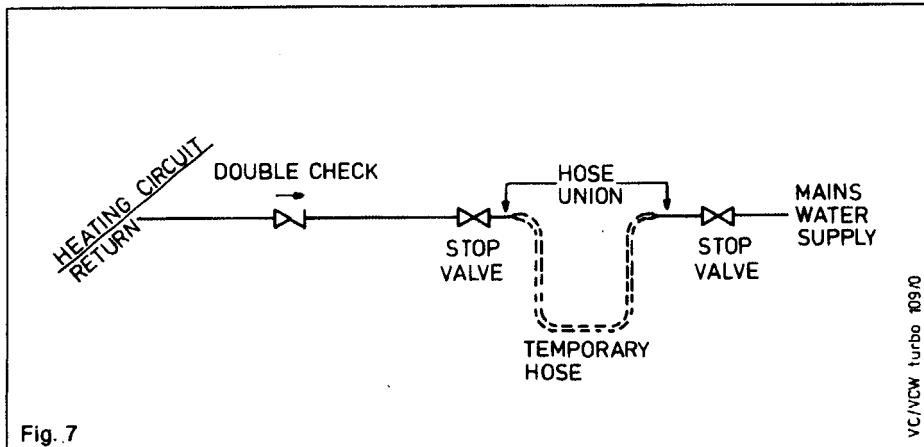 HEATING CIRCUIT
RETURN
DOUBLE CHECK
STOP
VALVE
HOSE
UNION
TEMPORARY
HOSE
STOP
VALVE
MAINS
WATER
SUPPLY
VC/VCW turbo 109/0
Fig. 7